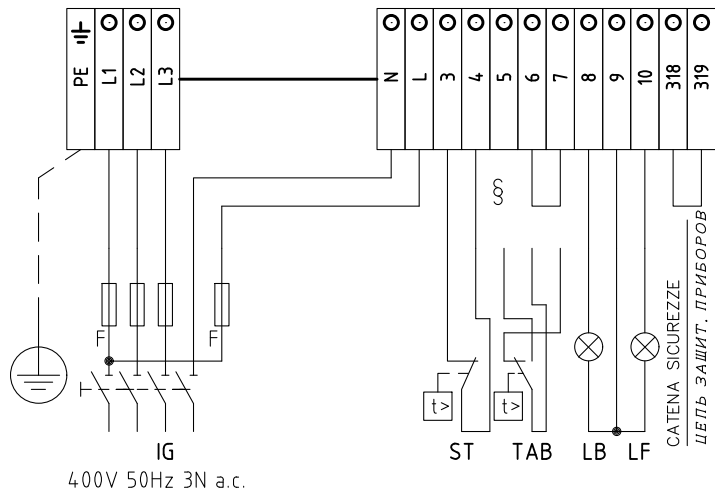 PE L1 L2 L3 N L 3 4 5 6 7 8 9 10 318 319
§
F F
t> t>
IG ST TAB LB LF
400V 50Hz 3N a.c.
CATENA SICUREZZE
ЦЕПЬ ЗАЩИТ. ПРИБОРОВ